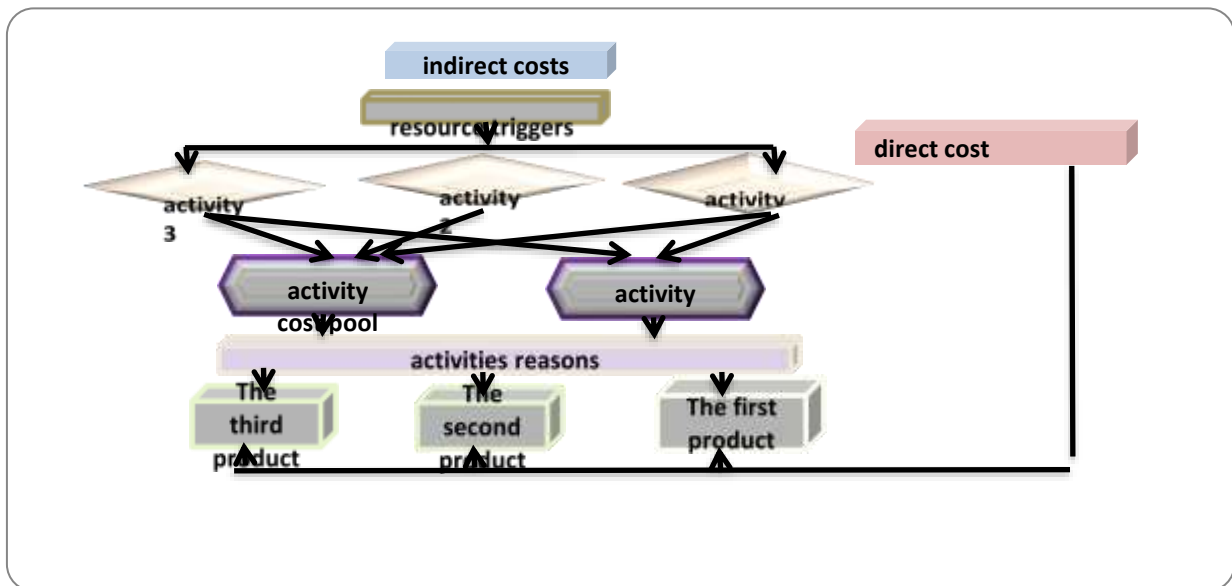 indirect costs
resource triggers
direct cost
activity
3
activity
2
activity
activity
cost pool
activity
activities reasons
The
third
product
The
second
product
The first
product